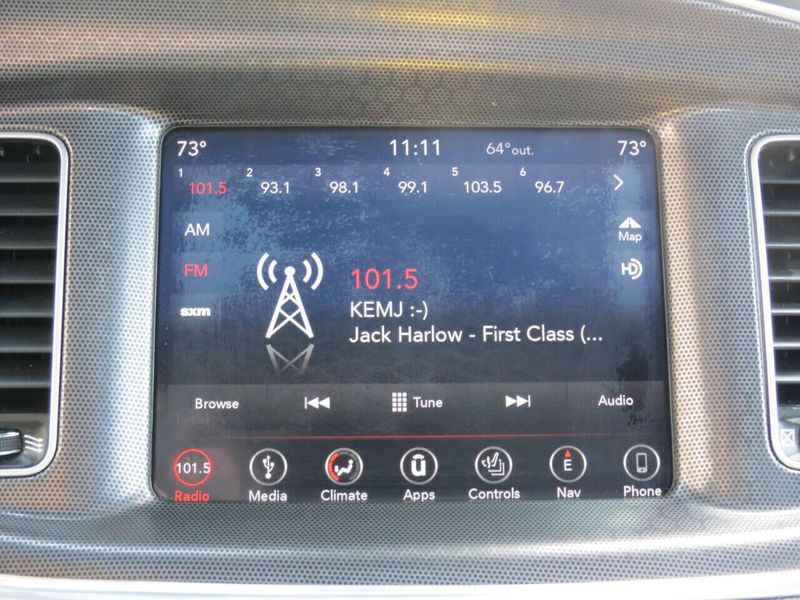 73° 11:11 64°out. 73°
1 101.5 2 93.1 3 98.1 4 99.1 5 103.5 6 96.7
AM
Map
FM
HD
101.5
KEMJ :-)
sxm
Jack Harlow - First Class (...
Browse Tune Audio
101.5 E
Radio Media Climate Apps Controls Nav Phone